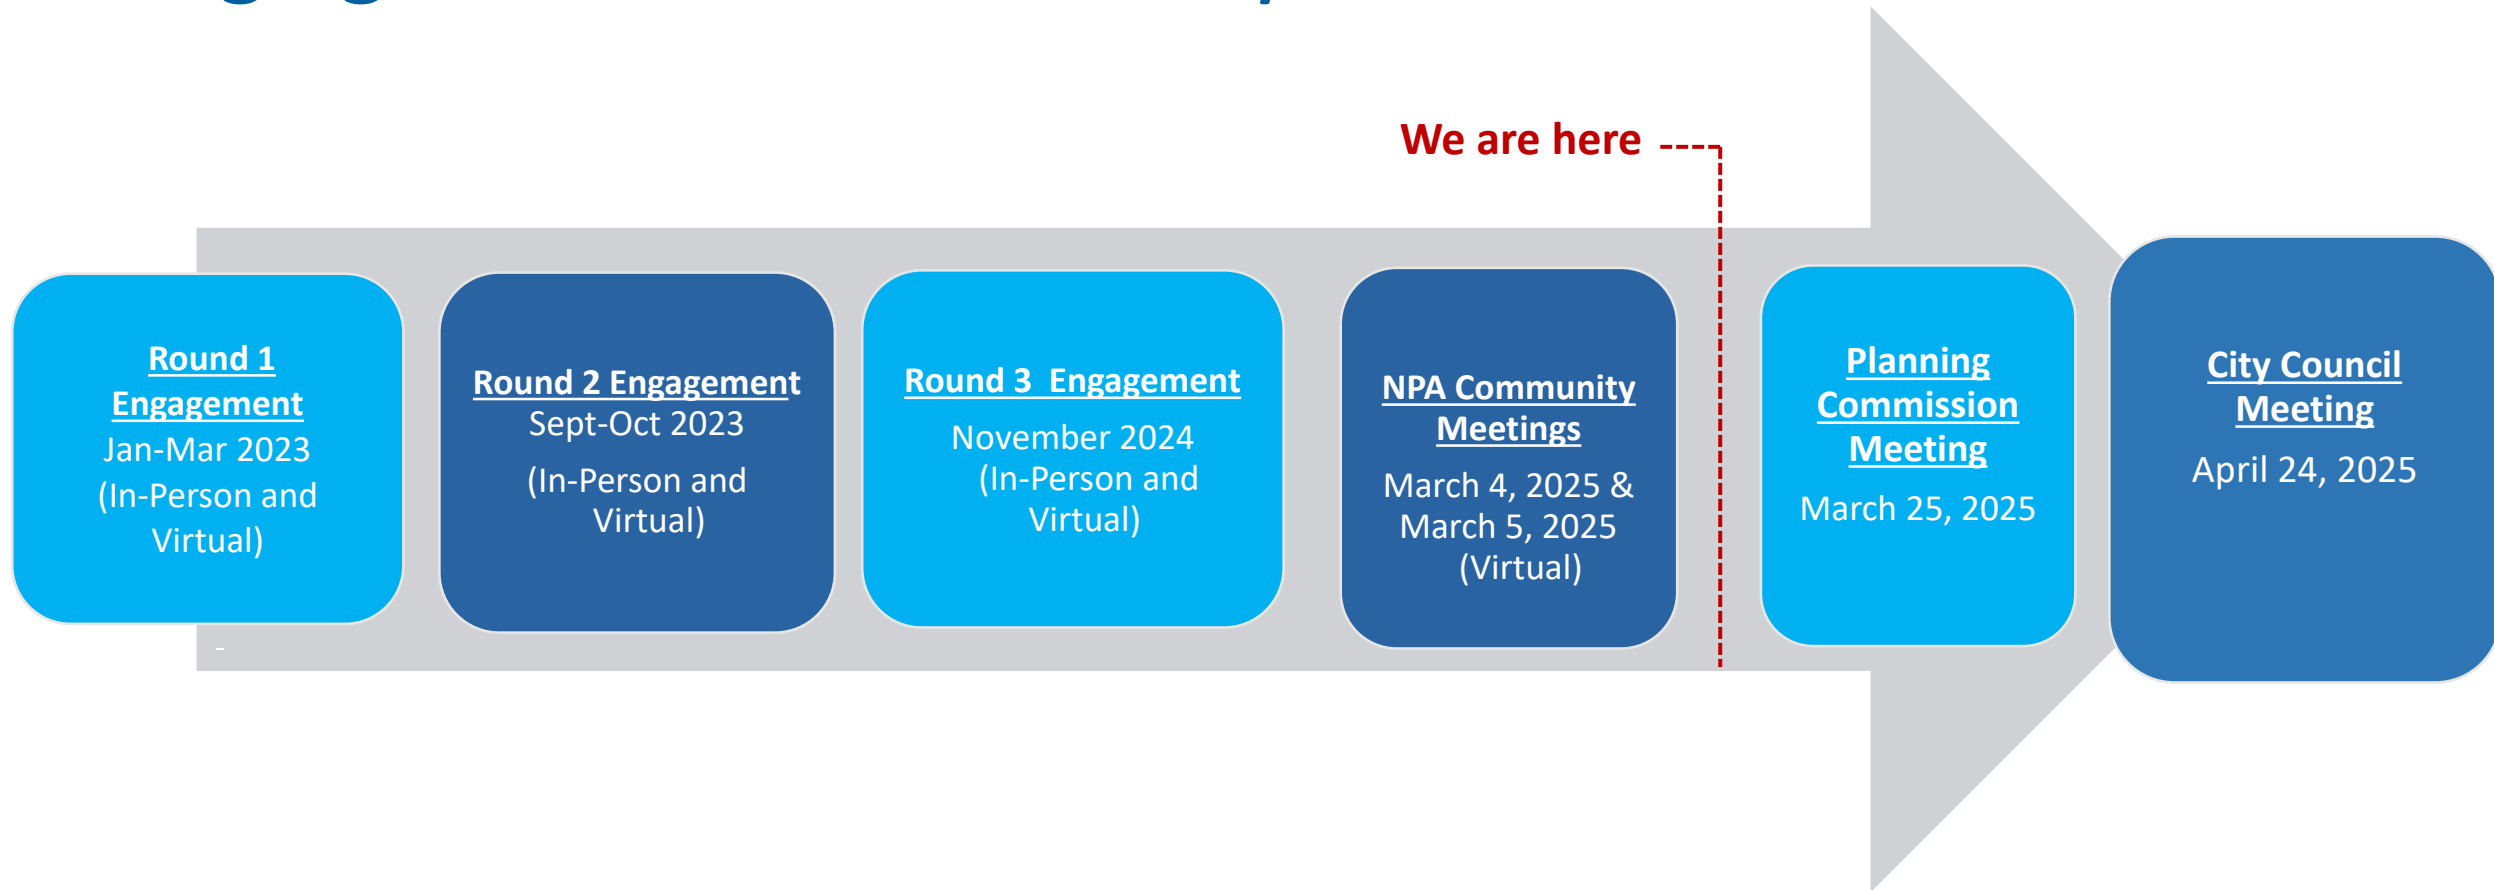 We are here
Round 1
Engagement
Jan-Mar 2023
(In-Person and
Virtual)
Round 2 Engagement
Sept-Oct 2023
(In-Person and
Virtual)
Round 3  Engagement
November 2024
(In-Person and
Virtual)
NPA Community
Meetings
March 4, 2025 &
March 5, 2025
(Virtual)
Planning
Commission
Meeting
March 25, 2025
City Council
Meeting
April 24, 2025
-